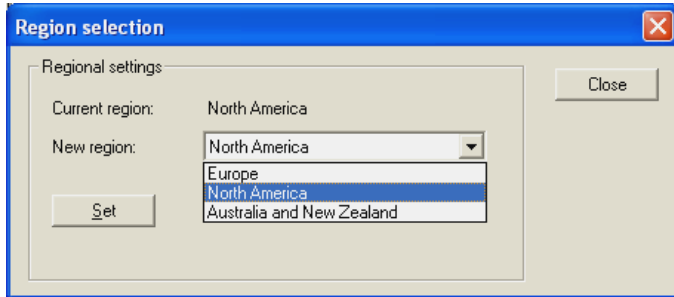 Region selection
Regional settings
Close
Current region: North America
New region: North America
Europe
North America
Set
Australia and New Zealand